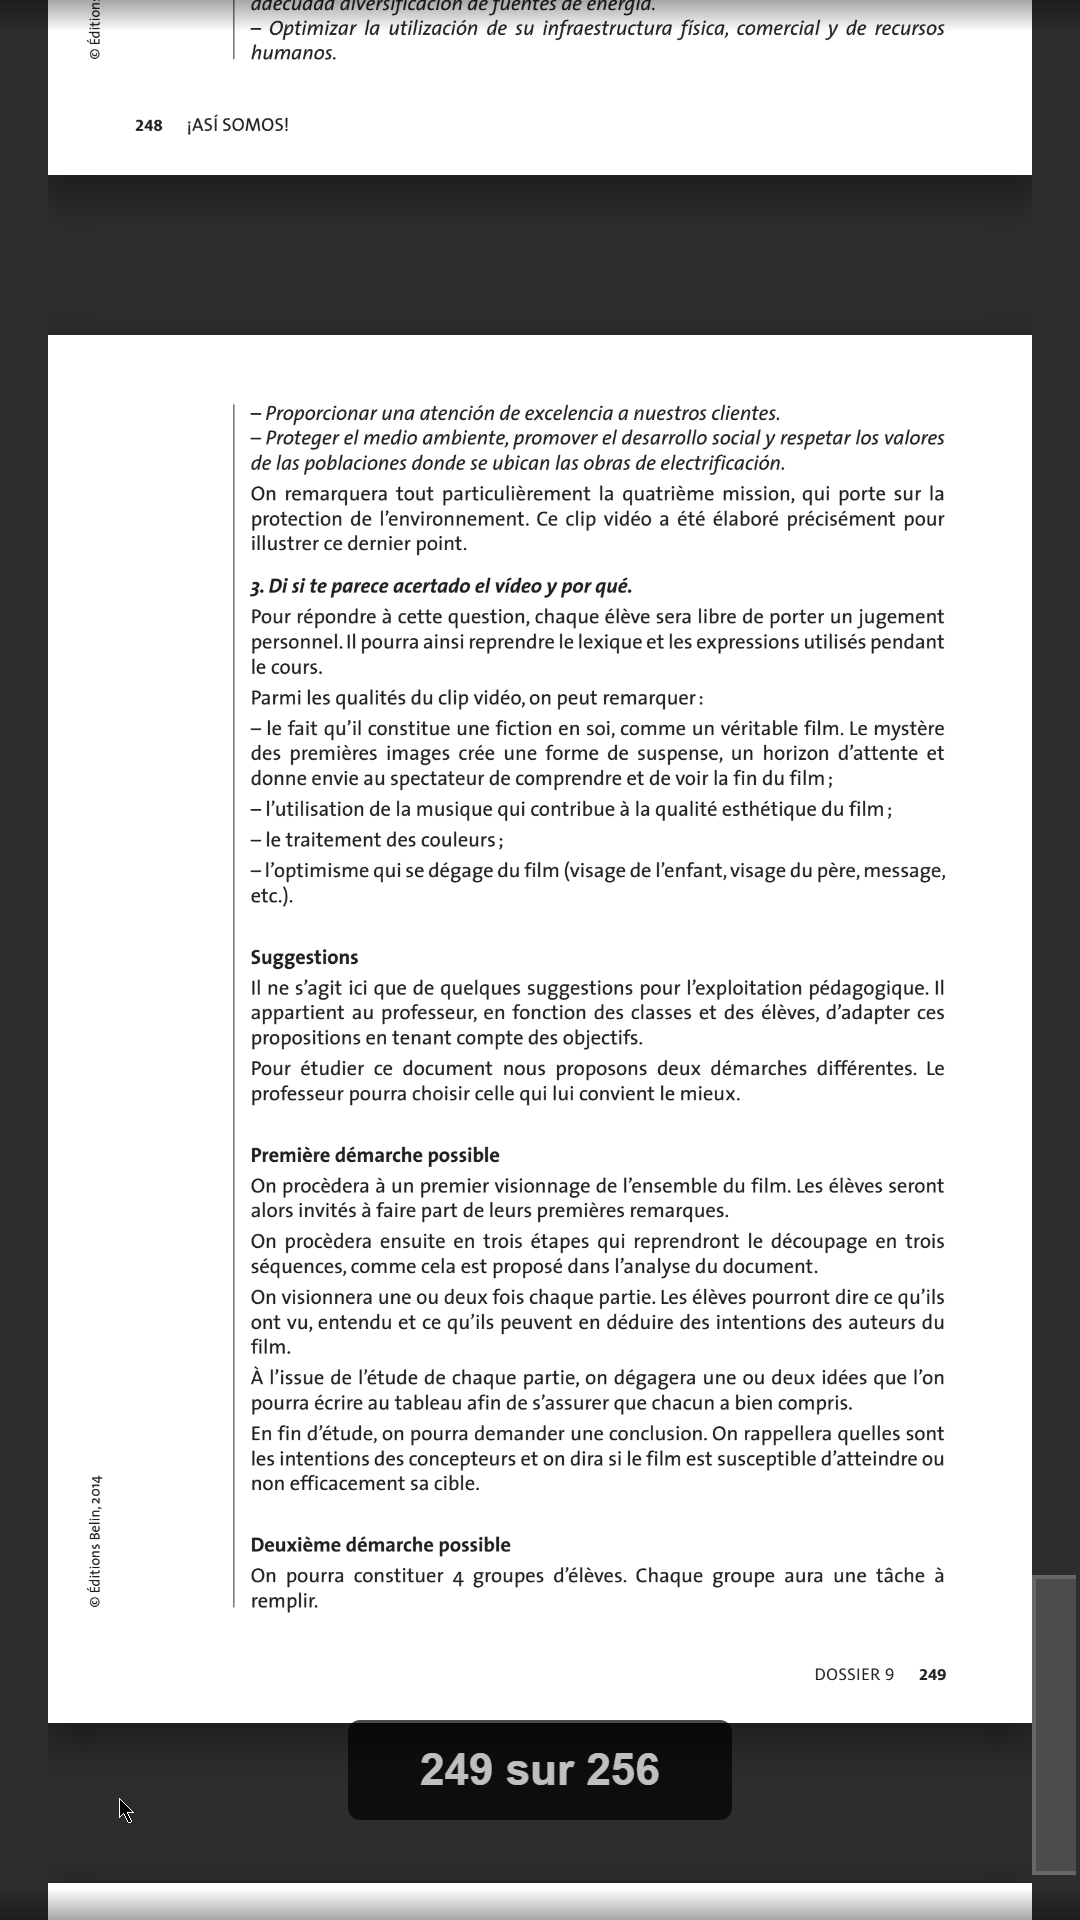 adecuada diversificación de fuentes de energía.
– Optimizar la utilización de su infraestructura física, comercial y de recursos
humanos.
© Éditions
248 ¡ASÍ SOMOS!
– Proporcionar una atención de excelencia a nuestros clientes.
– Proteger el medio ambiente, promover el desarrollo social y respetar los valores
de las poblaciones donde se ubican las obras de electrificación.
On remarquera tout particulièrement la quatrième mission, qui porte sur la
protection de l’environnement. Ce clip vidéo a été élaboré précisément pour
illustrer ce dernier point.
3. Di si te parece acertado el vídeo y por qué.
Pour répondre à cette question, chaque élève sera libre de porter un jugement
personnel. Il pourra ainsi reprendre le lexique et les expressions utilisés pendant
le cours.
Parmi les qualités du clip vidéo, on peut remarquer :
– le fait qu’il constitue une fiction en soi, comme un véritable film. Le mystère
des premières images crée une forme de suspense, un horizon d’attente et
donne envie au spectateur de comprendre et de voir la fin du film ;
– l’utilisation de la musique qui contribue à la qualité esthétique du film ;
– le traitement des couleurs ;
– l’optimisme qui se dégage du film (visage de l’enfant, visage du père, message,
etc.).
Suggestions
Il ne s’agit ici que de quelques suggestions pour l’exploitation pédagogique. Il
appartient au professeur, en fonction des classes et des élèves, d’adapter ces
propositions en tenant compte des objectifs.
Pour étudier ce document nous proposons deux démarches différentes. Le
professeur pourra choisir celle qui lui convient le mieux.
Première démarche possible
On procèdera à un premier visionnage de l’ensemble du film. Les élèves seront
alors invités à faire part de leurs premières remarques.
On procèdera ensuite en trois étapes qui reprendront le découpage en trois
séquences, comme cela est proposé dans l’analyse du document.
On visionnera une ou deux fois chaque partie. Les élèves pourront dire ce qu’ils
ont vu, entendu et ce qu’ils peuvent en déduire des intentions des auteurs du
film.
À l’issue de l’étude de chaque partie, on dégagera une ou deux idées que l’on
pourra écrire au tableau afin de s’assurer que chacun a bien compris.
En fin d’étude, on pourra demander une conclusion. On rappellera quelles sont
les intentions des concepteurs et on dira si le film est susceptible d’atteindre ou
non efficacement sa cible.
Deuxième démarche possible
On pourra constituer 4 groupes d’élèves. Chaque groupe aura une tâche à
remplir.
© Éditions Belin, 2014
DOSSIER 9 249
249 sur 256